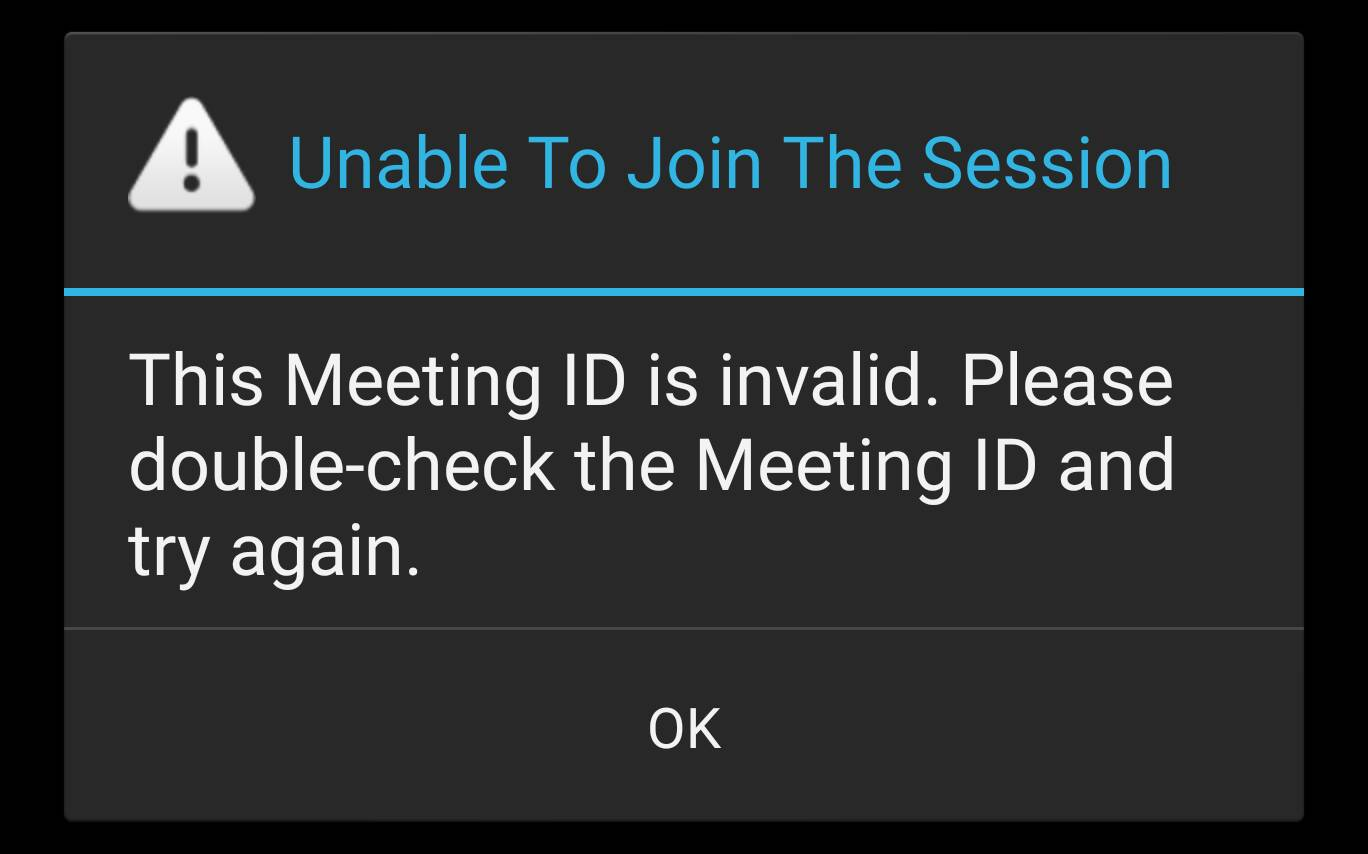 Unable To Join The Session
This Meeting ID is invalid. Please
double-check the Meeting ID and
try again.
OK